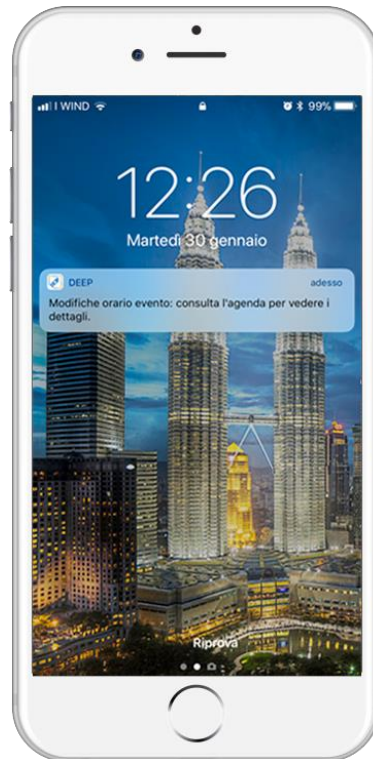 I WIND 99%
12:26
Martedì 30 gennaio
DEEP adesso
Modifiche orario evento: consulta l'agenda per vedere i
dettagli.
Riprova